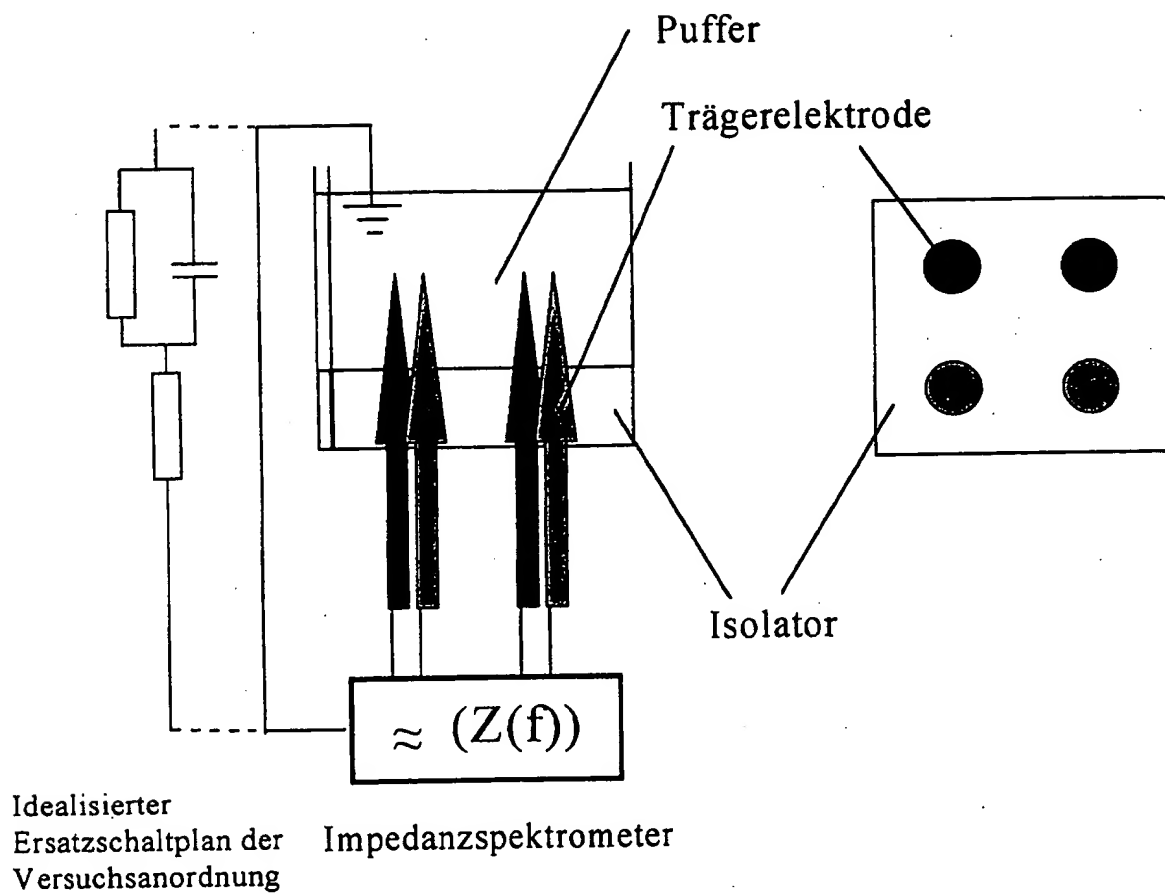 Puffer
Trägerelektrode
Isolator
≈ (Z(f))
Idealisierter
Ersatzschaltplan der
Versuchsanordnung
Impedanzspektrometer